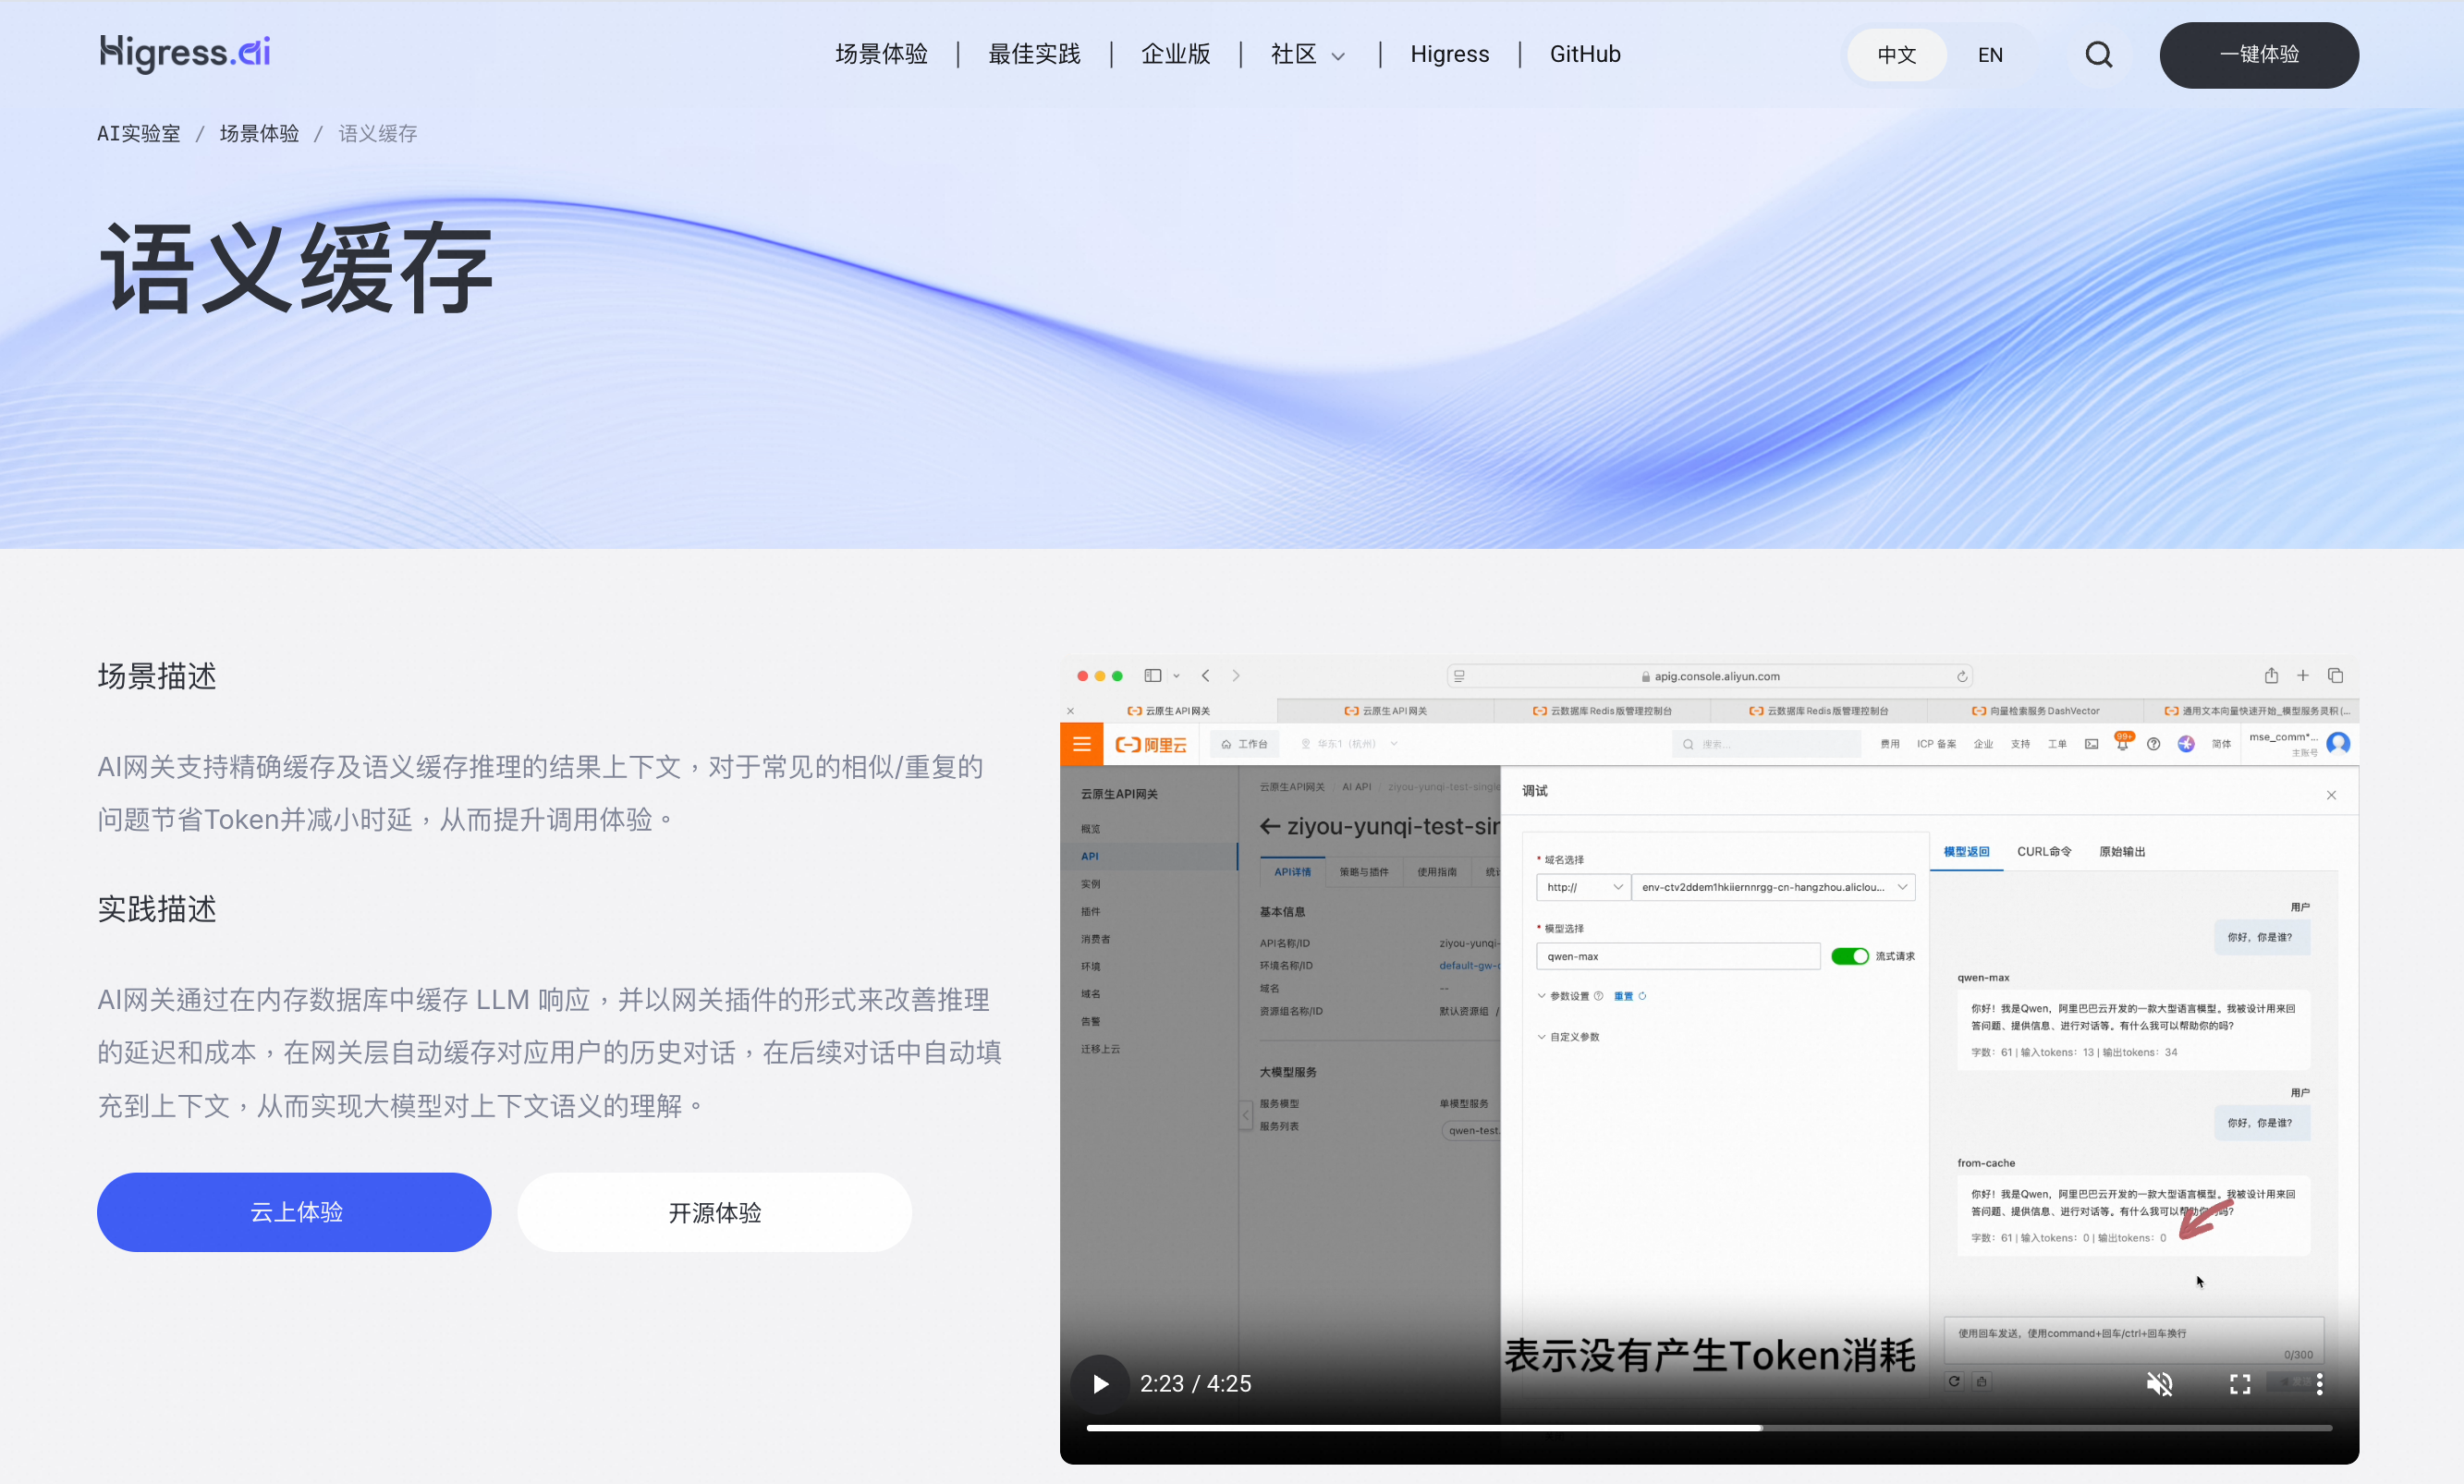 Higress.ai
场景体验 | 最佳实践 | 企业版 | 社区 | Higress | GitHub
中文 EN
一键体验
AI实验室 / 场景体验 / 语义缓存
语义缓存
场景描述
AI网关支持精确缓存及语义缓存推理的结果上下文，对于常见的相似/重复的
问题节省Token并减小时延，从而提升调用体验。
实践描述
AI网关通过在内存数据库中缓存 LLM 响应，并以网关插件的形式来改善推理
的延迟和成本，在网关层自动缓存对应用户的历史对话，在后续对话中自动填
充到上下文，从而实现大模型对上下文语义的理解。
云上体验
开源体验
apig.console.aliyun.com
云原生API网关
云原生API网关
云数据库Redis版管理控制台
云数据库Redis版管理控制台
向量检索服务DashVector
通用文本向量快速开始_模型服务灵积(...
阿里云
工作台
华东1（杭州）
搜索...
费用 ICP 备案 企业 支持 工单
99+
简体
mse_comm*...
主账号
云原生API网关
概览
API
实例
插件
消费者
环境
域名
告警
迁移上云
云原生API网关 / AI API / ziyou-yunqi-test-single
ziyou-yunqi-test-sir
API详情 策略与插件 使用指南
基本信息
API名称/ID ziyou-yunqi-
环境名称/ID default-gw-c
域名 --
资源组名称/ID 默认资源组 /
大模型服务
服务模型 单模型服务
服务列表 qwen-test.
调试
* 域名选择
http:// env-ctv2ddem1hkiiernnrgg-cn-hangzhou.aliclou...
* 模型选择
qwen-max
流式请求
参数设置 重置
自定义参数
模型返回 CURL命令 原始输出
用户
你好，你是谁?
qwen-max
你好！我是Qwen，阿里巴巴云开发的一款大型语言模型。我被设计用来回
答问题、提供信息、进行对话等。有什么我可以帮助你的吗?
字数：61 | 输入tokens：13 | 输出tokens：34
用户
你好，你是谁?
from-cache
你好！我是Qwen，阿里巴巴云开发的一款大型语言模型。我被设计用来回
答问题、提供信息、进行对话等。有什么我可以帮助你的吗?
字数：61 | 输入tokens：0 | 输出tokens：0
使用回车发送，使用command+回车/ctrl+回车换行
0/300
表示没有产生Token消耗
2:23 / 4:25